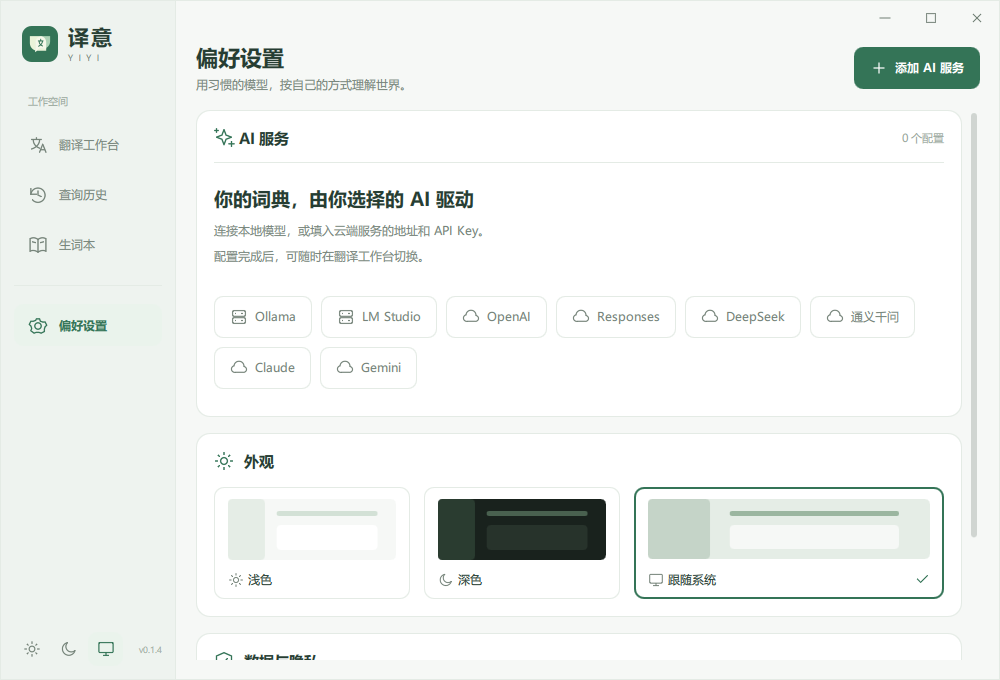 译意
YIYI
工作空间
翻译工作台
查询历史
生词本
偏好设置
v0.1.4
偏好设置
用习惯的模型，按自己的方式理解世界。
添加 AI 服务
AI 服务
0 个配置
你的词典，由你选择的 AI 驱动
连接本地模型，或填入云端服务的地址和 API Key。
配置完成后，可随时在翻译工作台切换。
Ollama
LM Studio
OpenAI
Responses
DeepSeek
通义千问
Claude
Gemini
外观
浅色
深色
跟随系统
数据与隐私